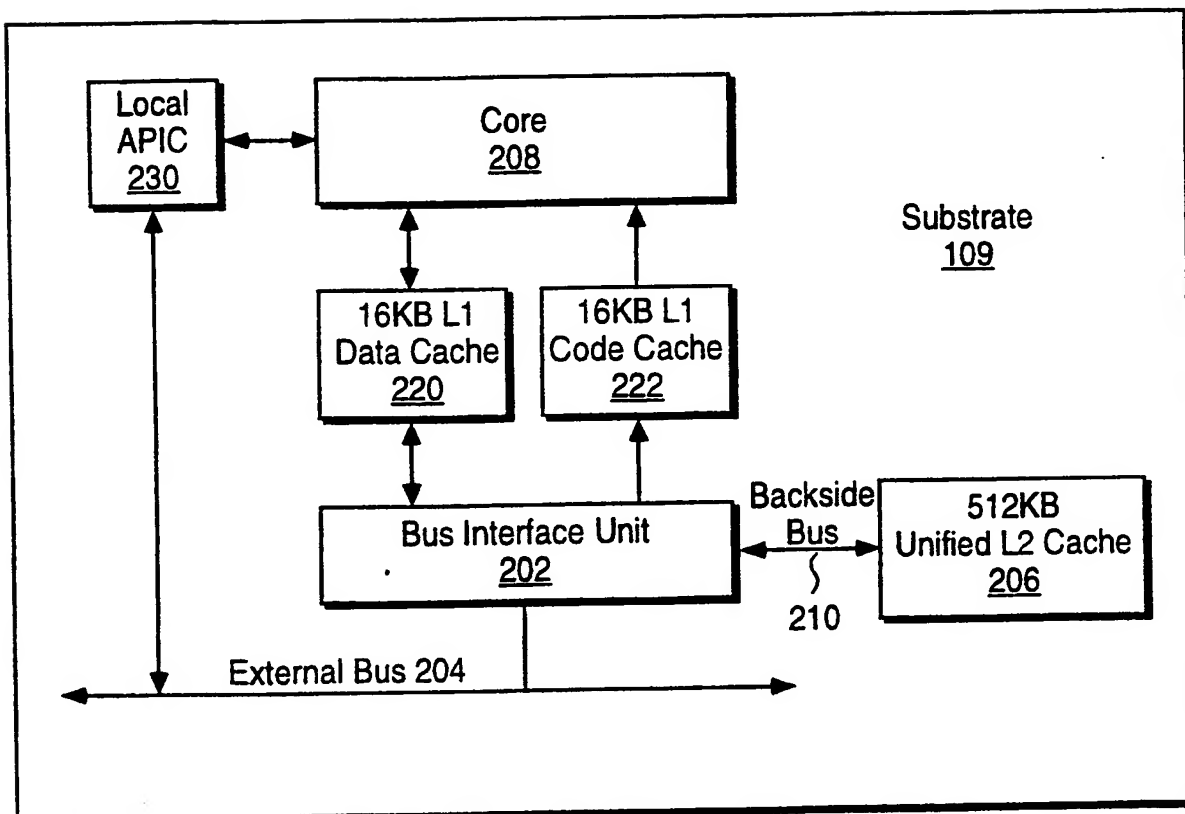 Local
APIC
230
Core
208
Substrate
109
16KB L1
Data Cache
220
16KB L1
Code Cache
222
Bus Interface Unit
202
Backside
Bus
210
512KB
Unified L2 Cache
206
External Bus 204